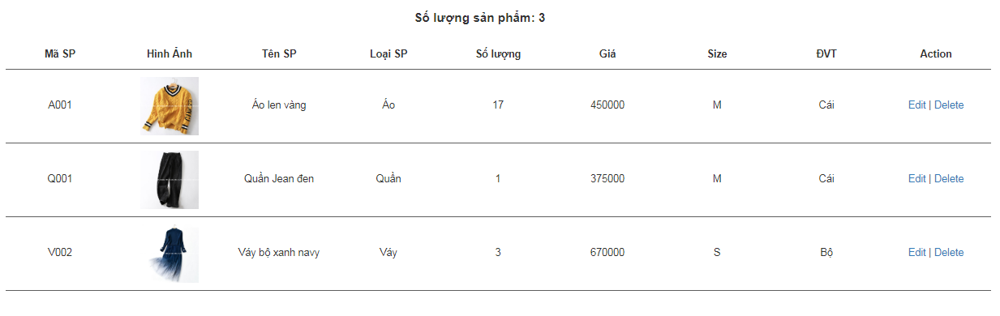 Số lượng sản phẩm: 3
Mã SP Hình Ảnh Tên SP Loại SP Số lượng Giá Size ĐVT Action
A001 Áo len vàng Áo 17 450000 M Cái Edit | Delete
Q001 Quần Jean đen Quần 1 375000 M Cái Edit | Delete
V002 Váy bộ xanh navy Váy 3 670000 S Bộ Edit | Delete